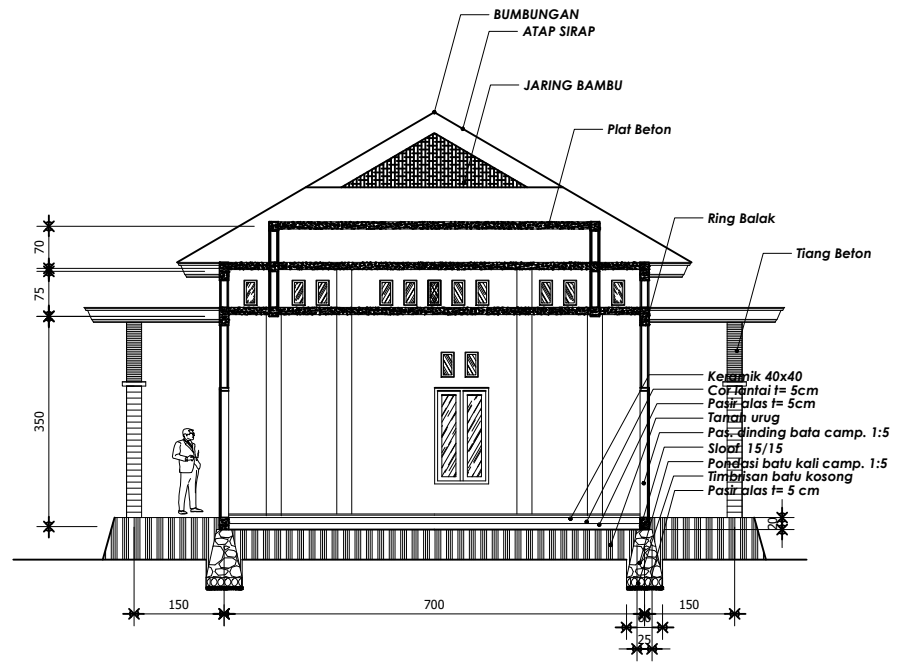 BUMBUNGAN
ATAP SIRAP
JARING BAMBU
Plat Beton
Ring Balak
Tiang Beton
70
75
350
Keramik 40x40
Cor lantai t= 5cm
Pasir alas t= 5cm
Tanah urug
Pas. dinding bata camp. 1:5
Sloof 15/15
Pondasi batu kali camp. 1:5
Timbrisan batu kosong
Pasir alas t= 5 cm
20
150
700
150
25